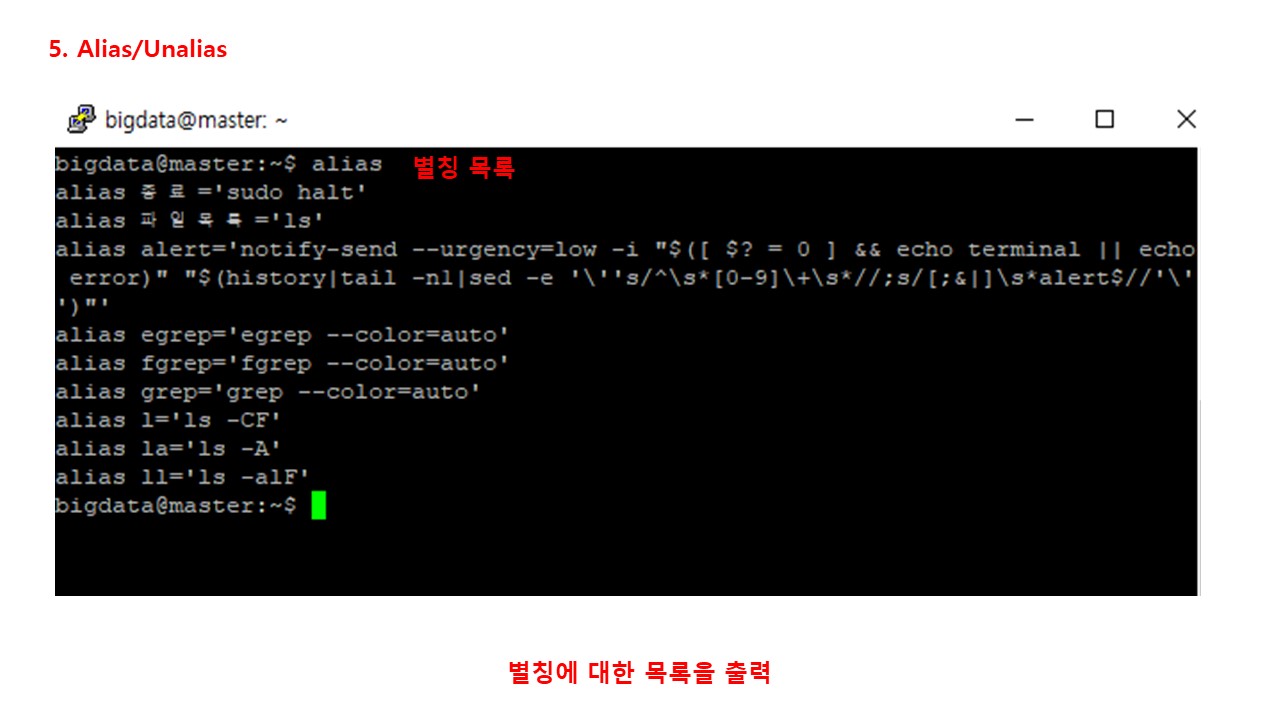 5. Alias/Unalias
bigdata@master: ~
bigdata@master:~$ alias 별칭 목록
alias 종 료 ='sudo halt'
alias 파 일 목 록 ='ls'
alias alert='notify-send --urgency=low -i "$([ $? = 0 ] && echo terminal || echo
error)" "$(history|tail -n1|sed -e '\''s/^\s*[0-9]\+\s*//;s/[;&|]\s*alert$//'\'
')"'
alias egrep='egrep --color=auto'
alias fgrep='fgrep --color=auto'
alias grep='grep --color=auto'
alias l='ls -CF'
alias la='ls -A'
alias ll='ls -alF'
bigdata@master:~$
별칭에 대한 목록을 출력